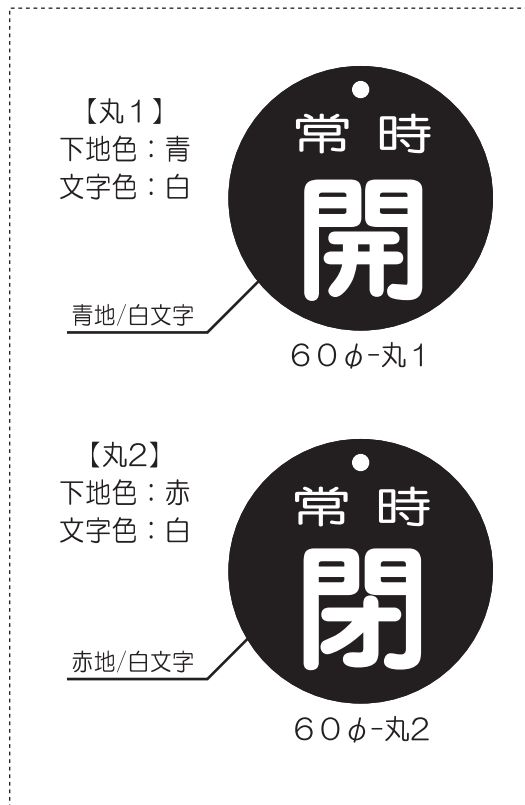 【丸1】
下地色：青
文字色：白
青地/白文字
常時
開
60φ-丸1
【丸2】
下地色：赤
文字色：白
赤地/白文字
常時
閉
60φ-丸2